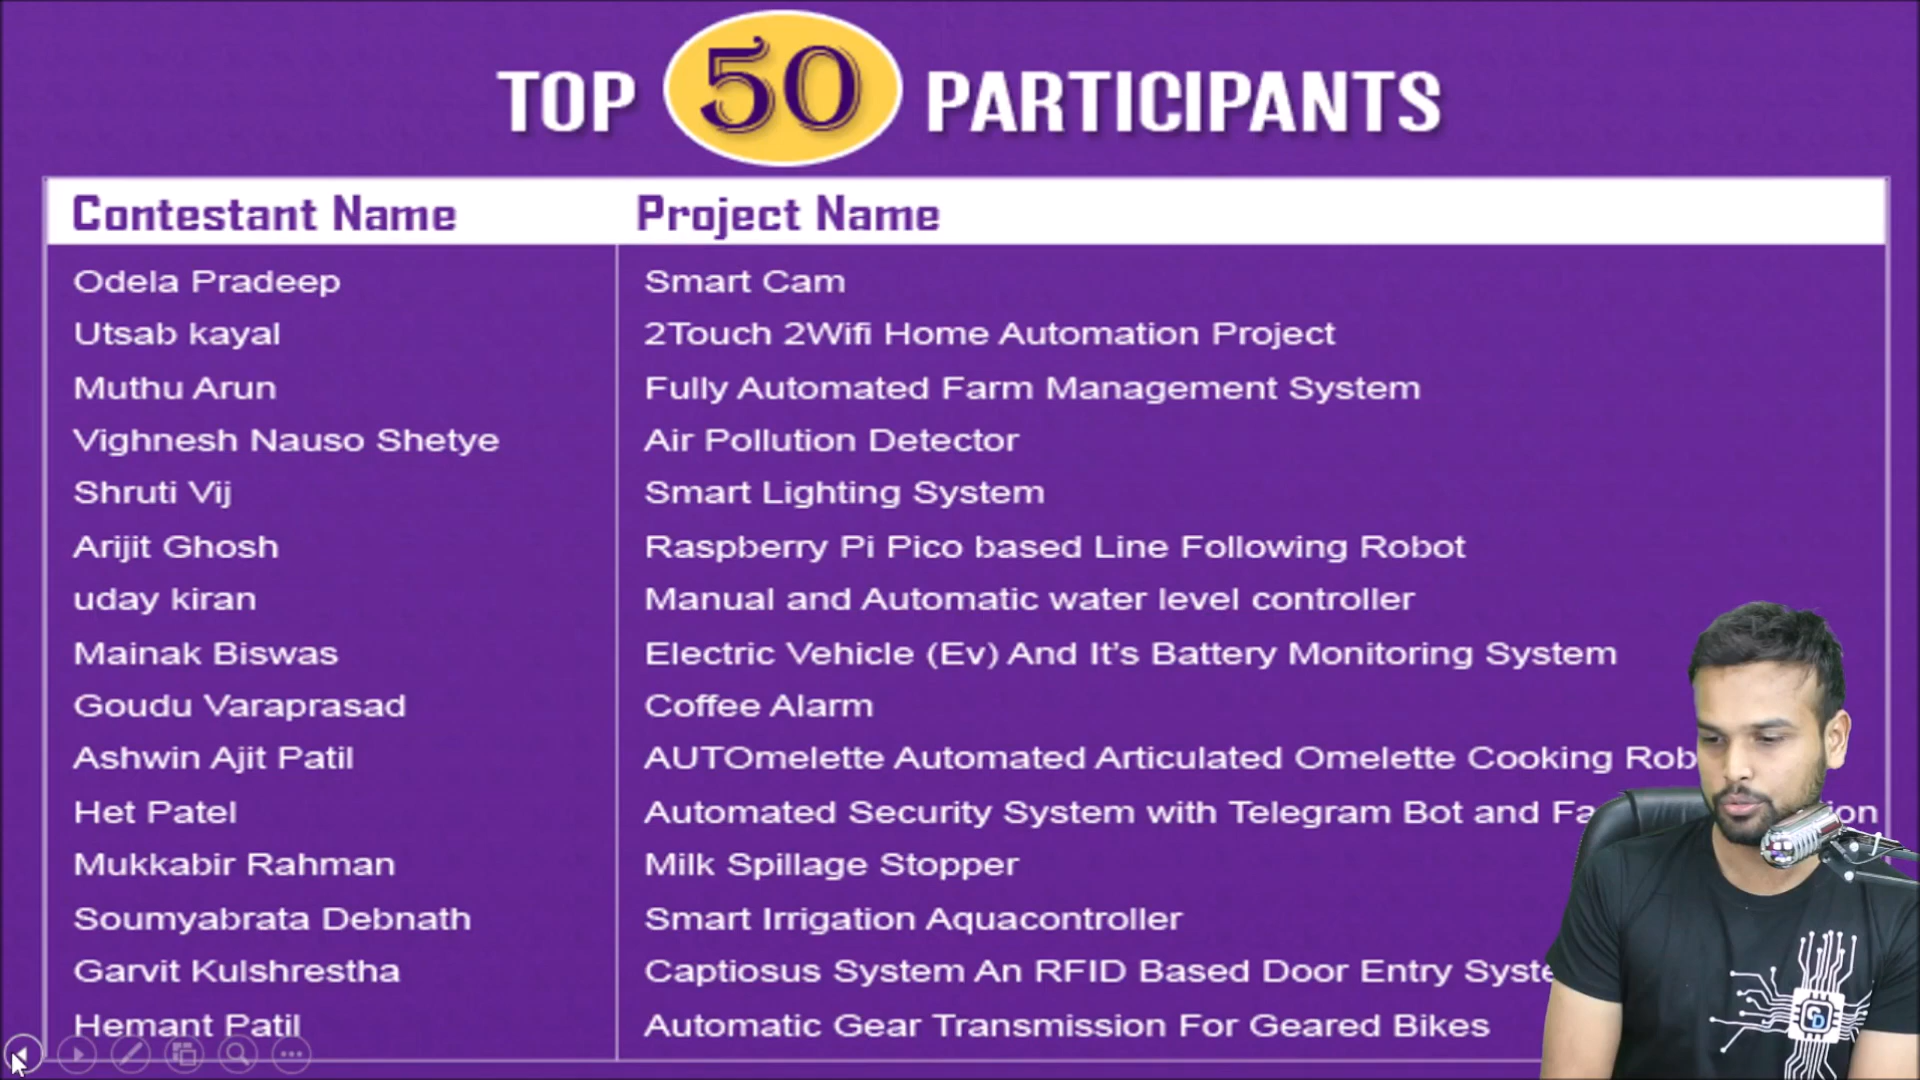 TOP 50 PARTICIPANTS
Contestant Name Project Name
Odela Pradeep Smart Cam
Utsab kayal 2Touch 2Wifi Home Automation Project
Muthu Arun Fully Automated Farm Management System
Vighnesh Nauso Shetye Air Pollution Detector
Shruti Vij Smart Lighting System
Arijit Ghosh Raspberry Pi Pico based Line Following Robot
uday kiran Manual and Automatic water level controller
Mainak Biswas Electric Vehicle (Ev) And It's Battery Monitoring System
Goudu Varaprasad Coffee Alarm
Ashwin Ajit Patil AUTOmelette Automated Articulated Omelette Cooking
Het Patel Automated Security System with Telegram Bot and
Mukkabir Rahman Milk Spillage Stopper
Soumyabrata Debnath Smart Irrigation Aquacontroller
Garvit Kulshrestha Captiosus System An RFID Based Door Entry
Hemant Patil Automatic Gear Transmission For Geared Bikes
CD